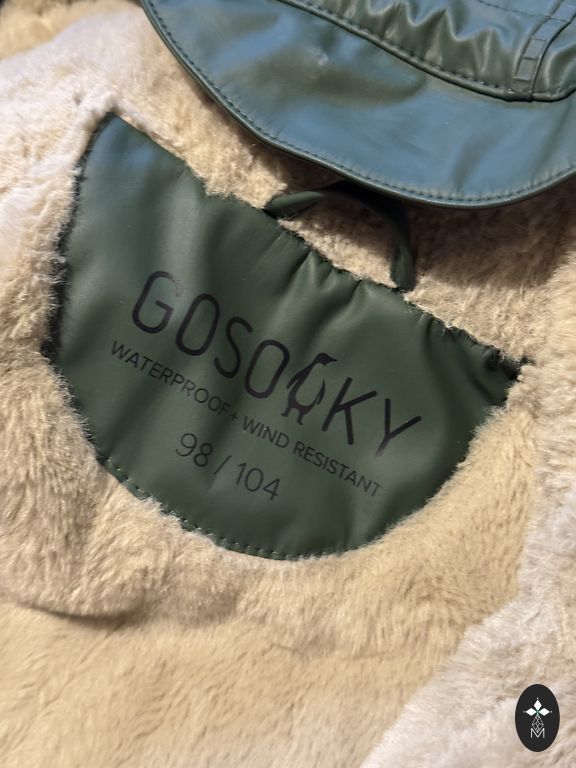 GOSOAKY
WATERPROOF + WIND RESISTANT
98 / 104
M